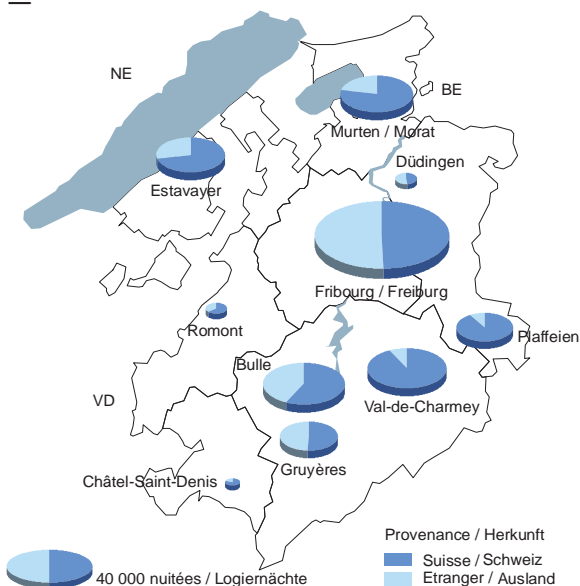 NE
BE
Murten / Morat
Düdingen
Estavayer
Fribourg / Freiburg
Romont
Plaffeien
Bulle
VD
Val-de-Charmey
Gruyères
Châtel-Saint-Denis
Provenance / Herkunft
Suisse / Schweiz
40 000 nuitées / Logiernächte
Etranger / Ausland